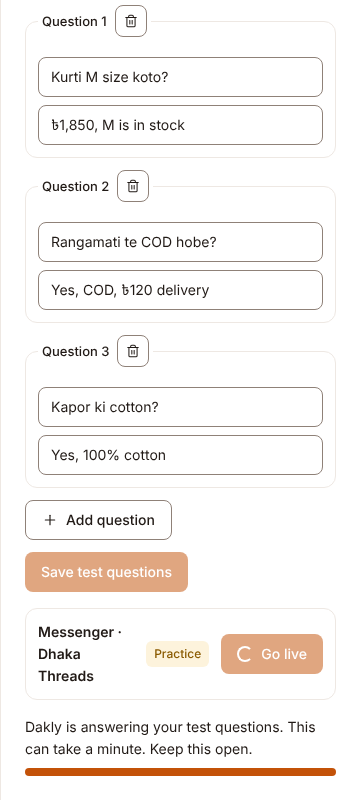 Question 1
Kurti M size koto?
৳1,850, M is in stock
Question 2
Rangamati te COD hobe?
Yes, COD, ৳120 delivery
Question 3
Kapor ki cotton?
Yes, 100% cotton
Add question
Save test questions
Messenger ·
Dhaka
Threads
Practice
Go live
Dakly is answering your test questions. This
can take a minute. Keep this open.